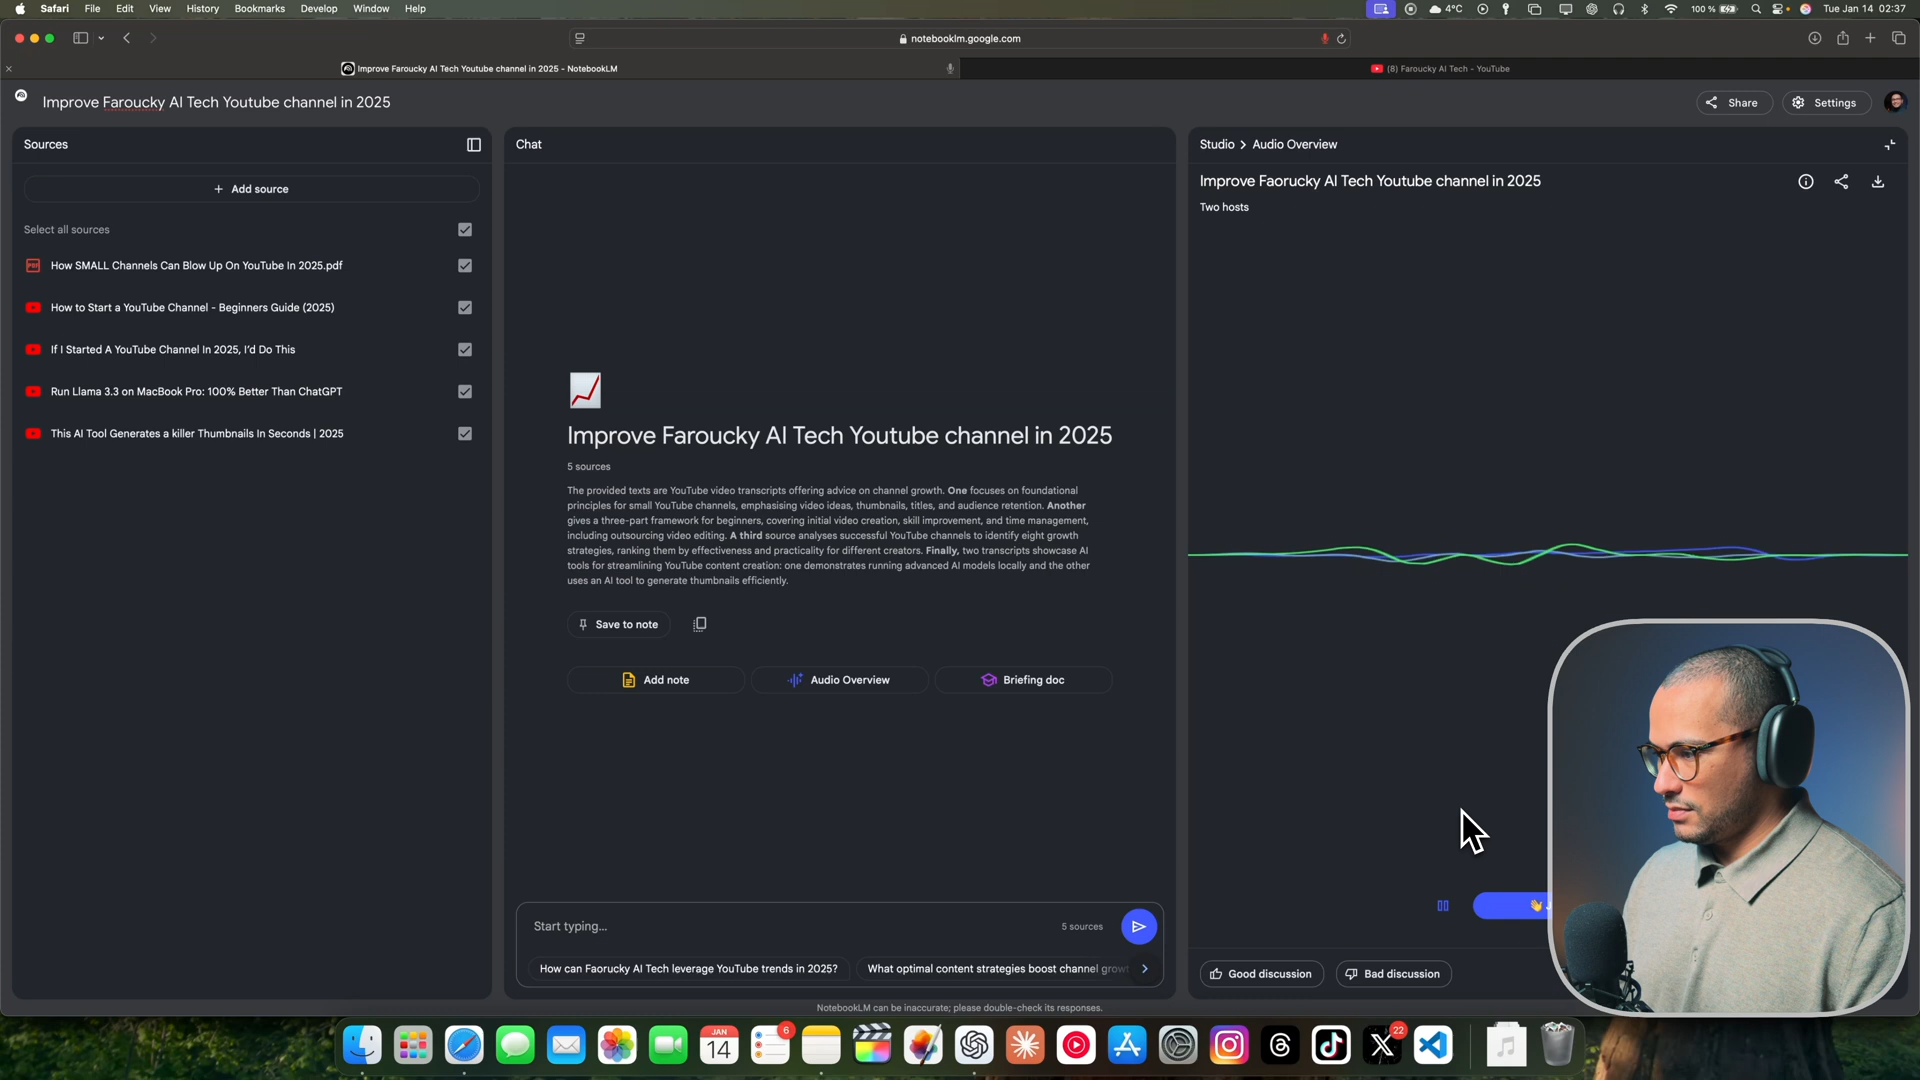 Safari File Edit View History Bookmarks Develop Window Help
4°C 100 % Tue Jan 14 02:37
notebooklm.google.com
Improve Faroucky AI Tech Youtube channel in 2025 - NotebookLM
(8) Faroucky AI Tech - YouTube
Improve Faroucky AI Tech Youtube channel in 2025
Share
Settings
Sources
Add source
Select all sources
PDF
How SMALL Channels Can Blow Up On YouTube In 2025.pdf
How to Start a YouTube Channel - Beginners Guide (2025)
If I Started A YouTube Channel In 2025, I'd Do This
Run Llama 3.3 on MacBook Pro: 100% Better Than ChatGPT
This AI Tool Generates a killer Thumbnails In Seconds | 2025
Chat
Improve Faroucky AI Tech Youtube channel in 2025
5 sources
The provided texts are YouTube video transcripts offering advice on channel growth. One focuses on foundational
principles for small YouTube channels, emphasising video ideas, thumbnails, titles, and audience retention. Another
gives a three-part framework for beginners, covering initial video creation, skill improvement, and time management,
including outsourcing video editing. A third source analyses successful YouTube channels to identify eight growth
strategies, ranking them by effectiveness and practicality for different creators. Finally, two transcripts showcase AI
tools for streamlining YouTube content creation: one demonstrates running advanced AI models locally and the other
uses an AI tool to generate thumbnails efficiently.
Save to note
Add note
Audio Overview
Briefing doc
Start typing...
5 sources
How can Faorucky AI Tech leverage YouTube trends in 2025?
What optimal content strategies boost channel growt
NotebookLM can be inaccurate; please double-check its responses.
Studio > Audio Overview
Improve Faorucky AI Tech Youtube channel in 2025
Two hosts
Good discussion
Bad discussion
JAN
14
6
22